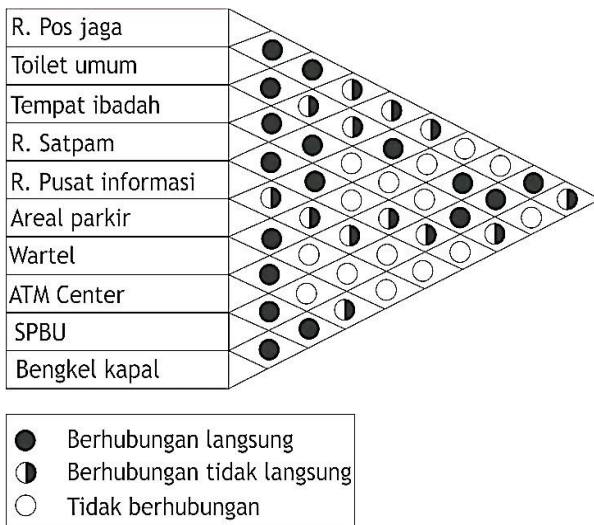 R. Pos jaga
Toilet umum
Tempat ibadah
R. Satpam
R. Pusat informasi
Areal parkir
Wartel
ATM Center
SPBU
Bengkel kapal
Berhubungan langsung
Berhubungan tidak langsung
Tidak berhubungan